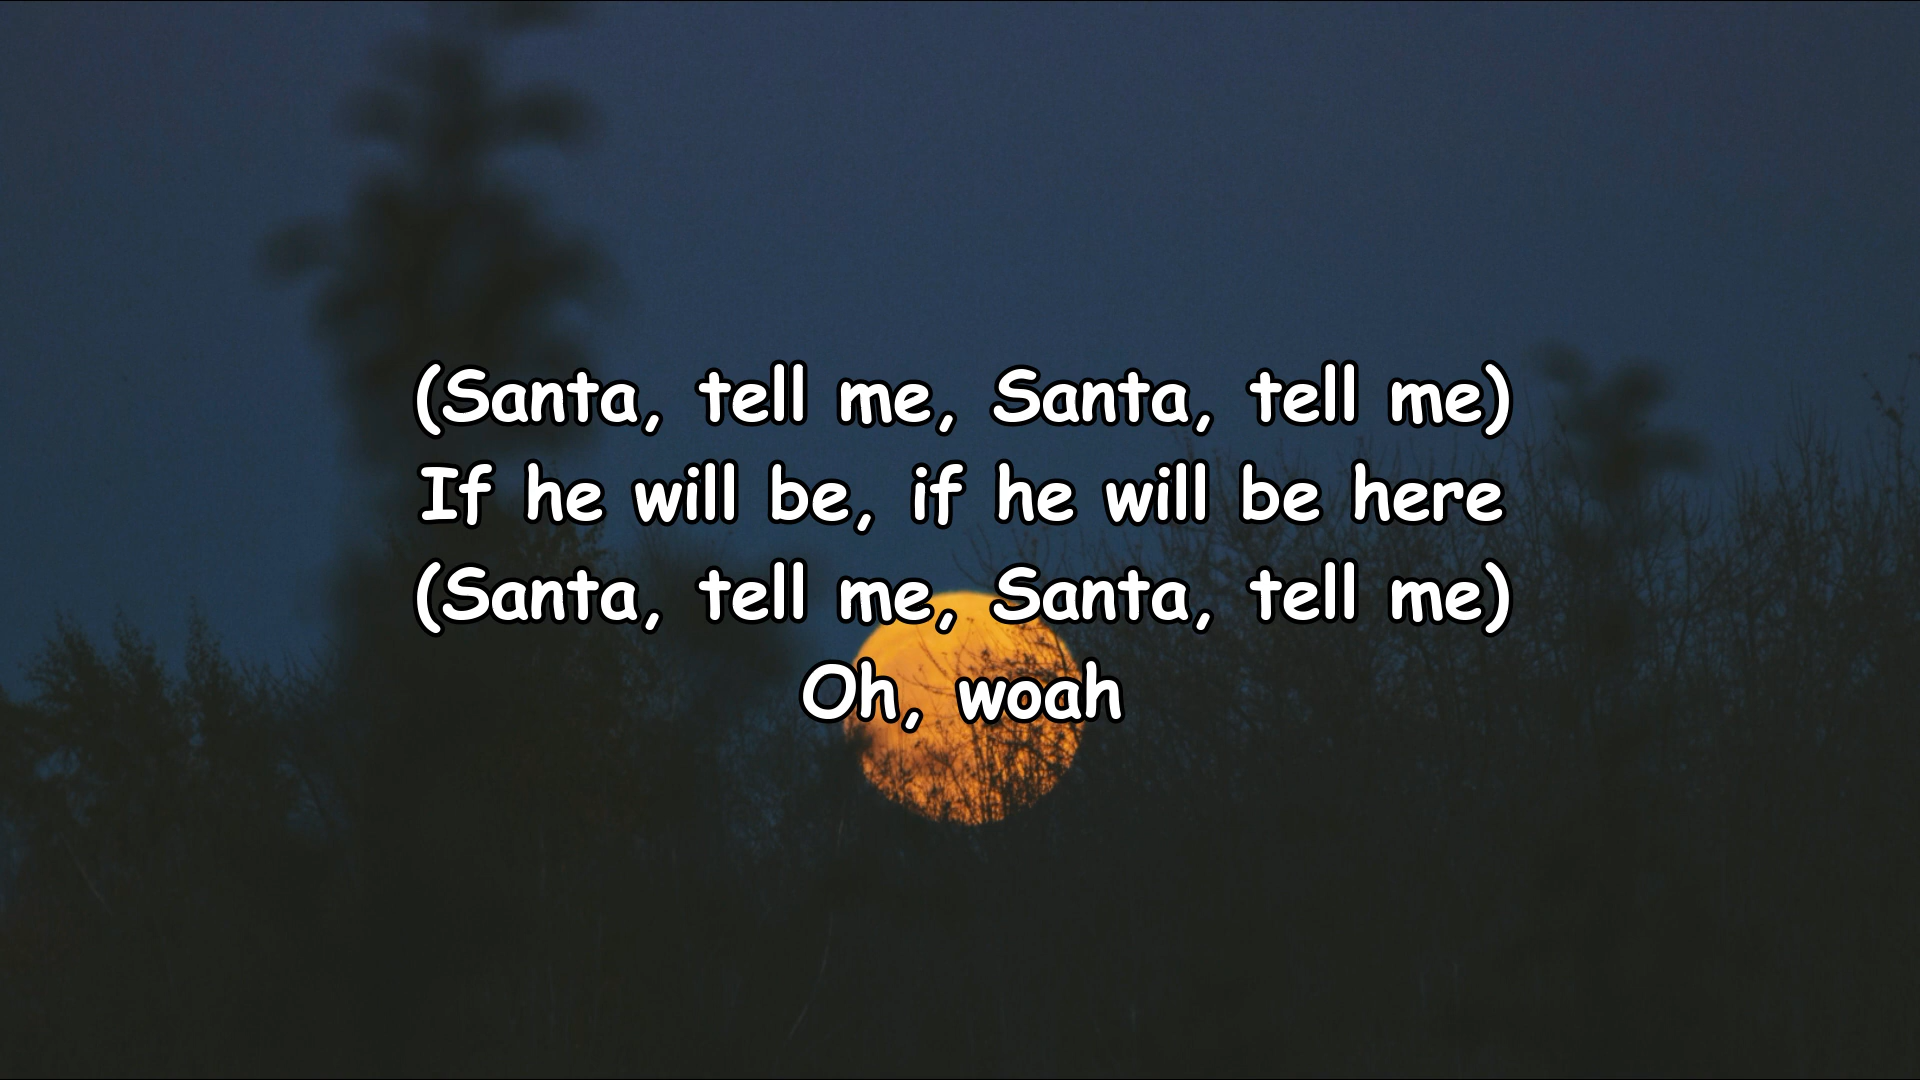 (Santa, tell me, Santa, tell me)
If he will be, if he will be here
(Santa, tell me, Santa, tell me)
Oh, woah